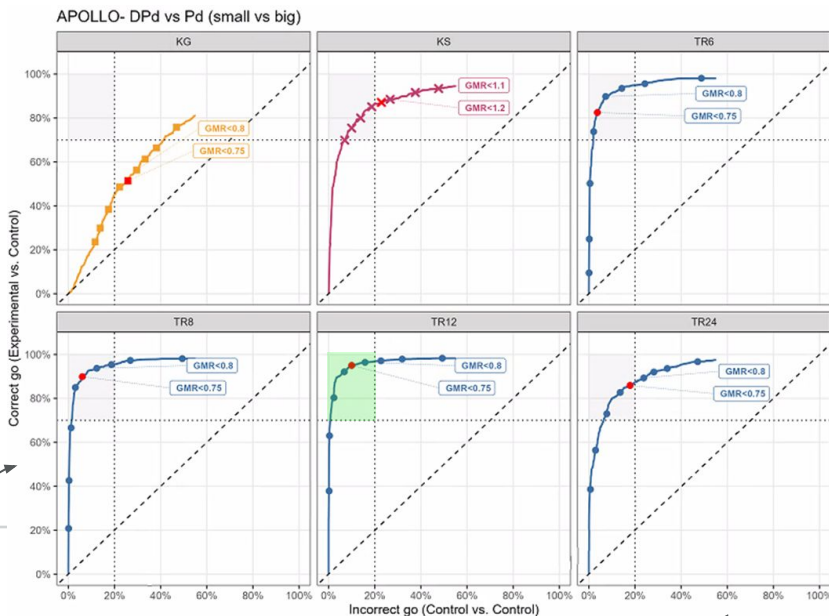 APOLLO- DPd vs Pd (small vs big)
KG KS TR6
100%
80%
60%
40%
20%
0%
GMR<0.8
GMR<0.75
GMR<1.1
GMR<1.2
GMR<0.8
GMR<0.75
Correct go (Experimental vs. Control)
TR8 TR12 TR24
100%
80%
60%
40%
20%
0%
GMR<0.8
GMR<0.75
GMR<0.8
GMR<0.75
GMR<0.8
GMR<0.75
0% 20% 40% 60% 80% 100% 0% 20% 40% 60% 80% 100% 0% 20% 40% 60% 80% 100%
Incorrect go (Control vs. Control)